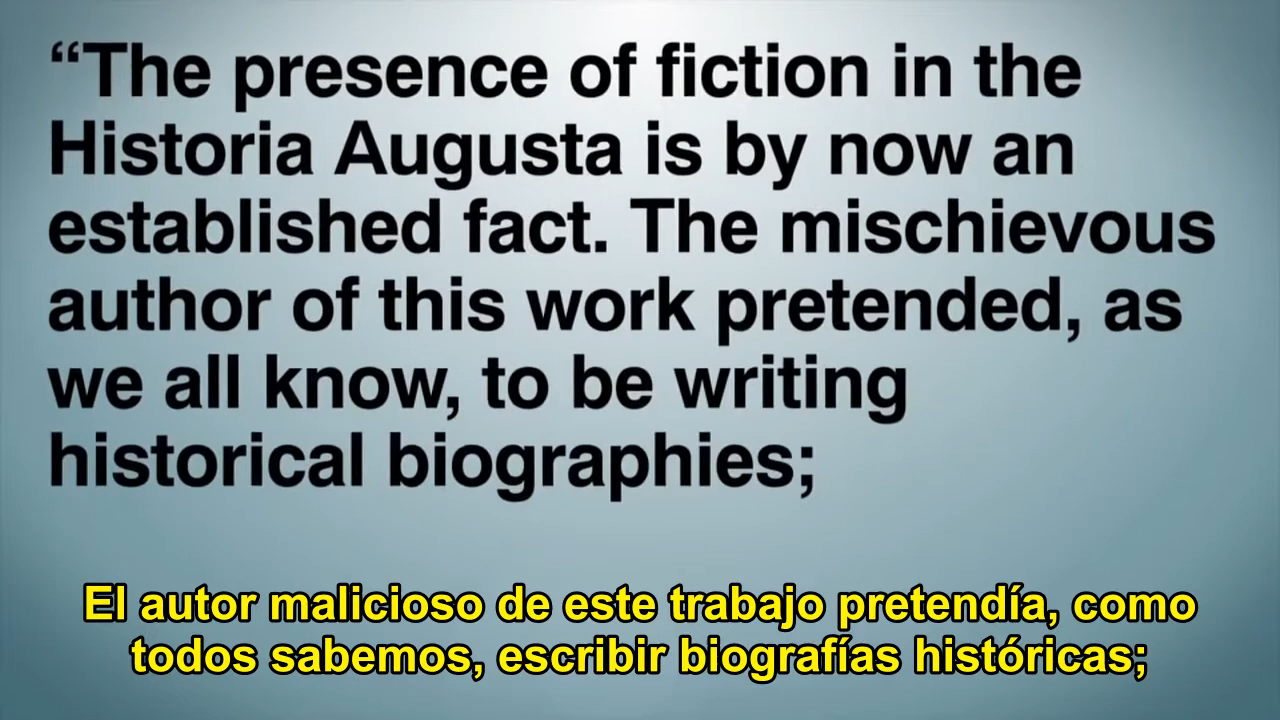 “The presence of fiction in the
Historia Augusta is by now an
established fact. The mischievous
author of this work pretended, as
we all know, to be writing
historical biographies;
El autor malicioso de este trabajo pretendía, como
todos sabemos, escribir biografías históricas;